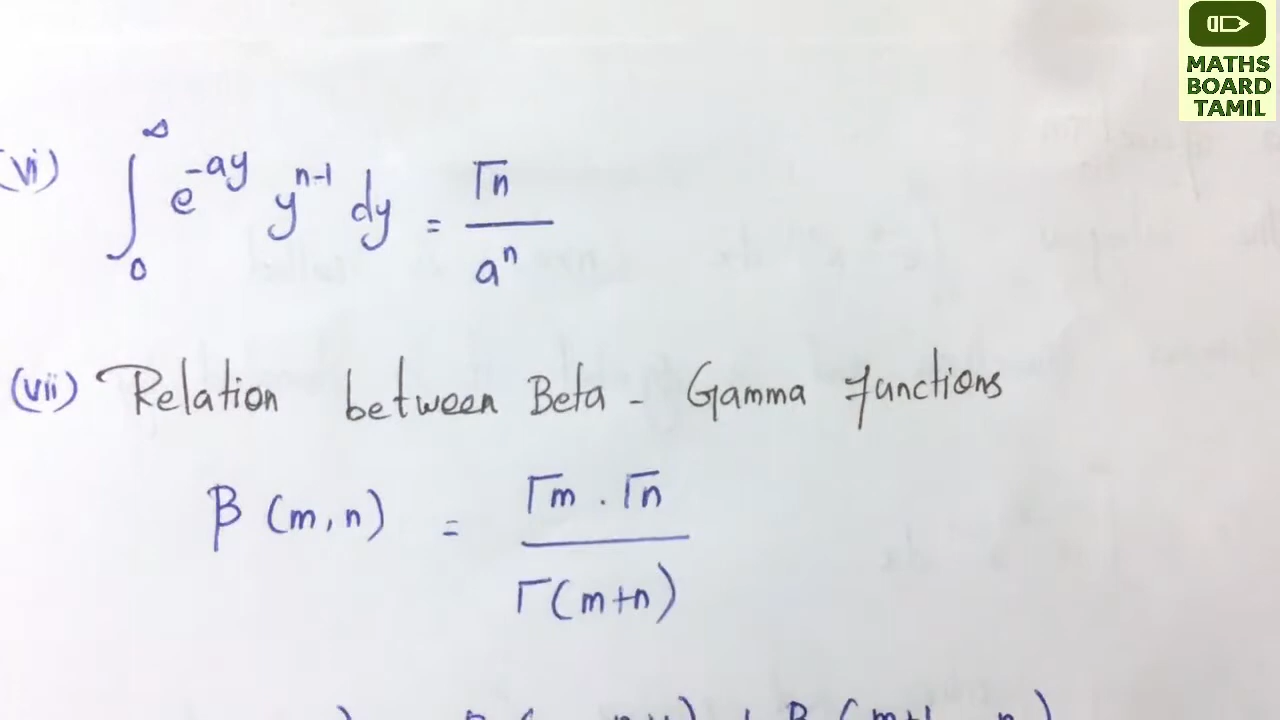 MATHS
BOARD
TAMIL
(vi) ∫₀^∞ e^{-ay} y^{n-1} dy = Γn / a^n
(vii) Relation between Beta - Gamma functions
β (m, n) = Γm . Γn / Γ(m+n)